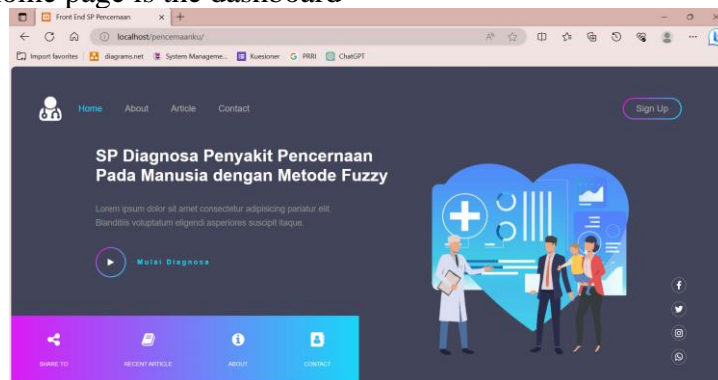 ome page is the dashboard
Front End SP Pencernaan
localhost/pencernaanku/
Import favorites diagrams.net System Manageme... Kuesioner PRRI ChatGPT
Home About Article Contact
Sign Up
SP Diagnosa Penyakit Pencernaan
Pada Manusia dengan Metode Fuzzy
Lorem ipsum dolor sit amet consectetur adipisicing pariatur elit.
Blanditiis voluptatum eligendi asperiores suscipit itaque.
Mulai Diagnosa
SHARE TO RECENT ARTICLE ABOUT CONTACT